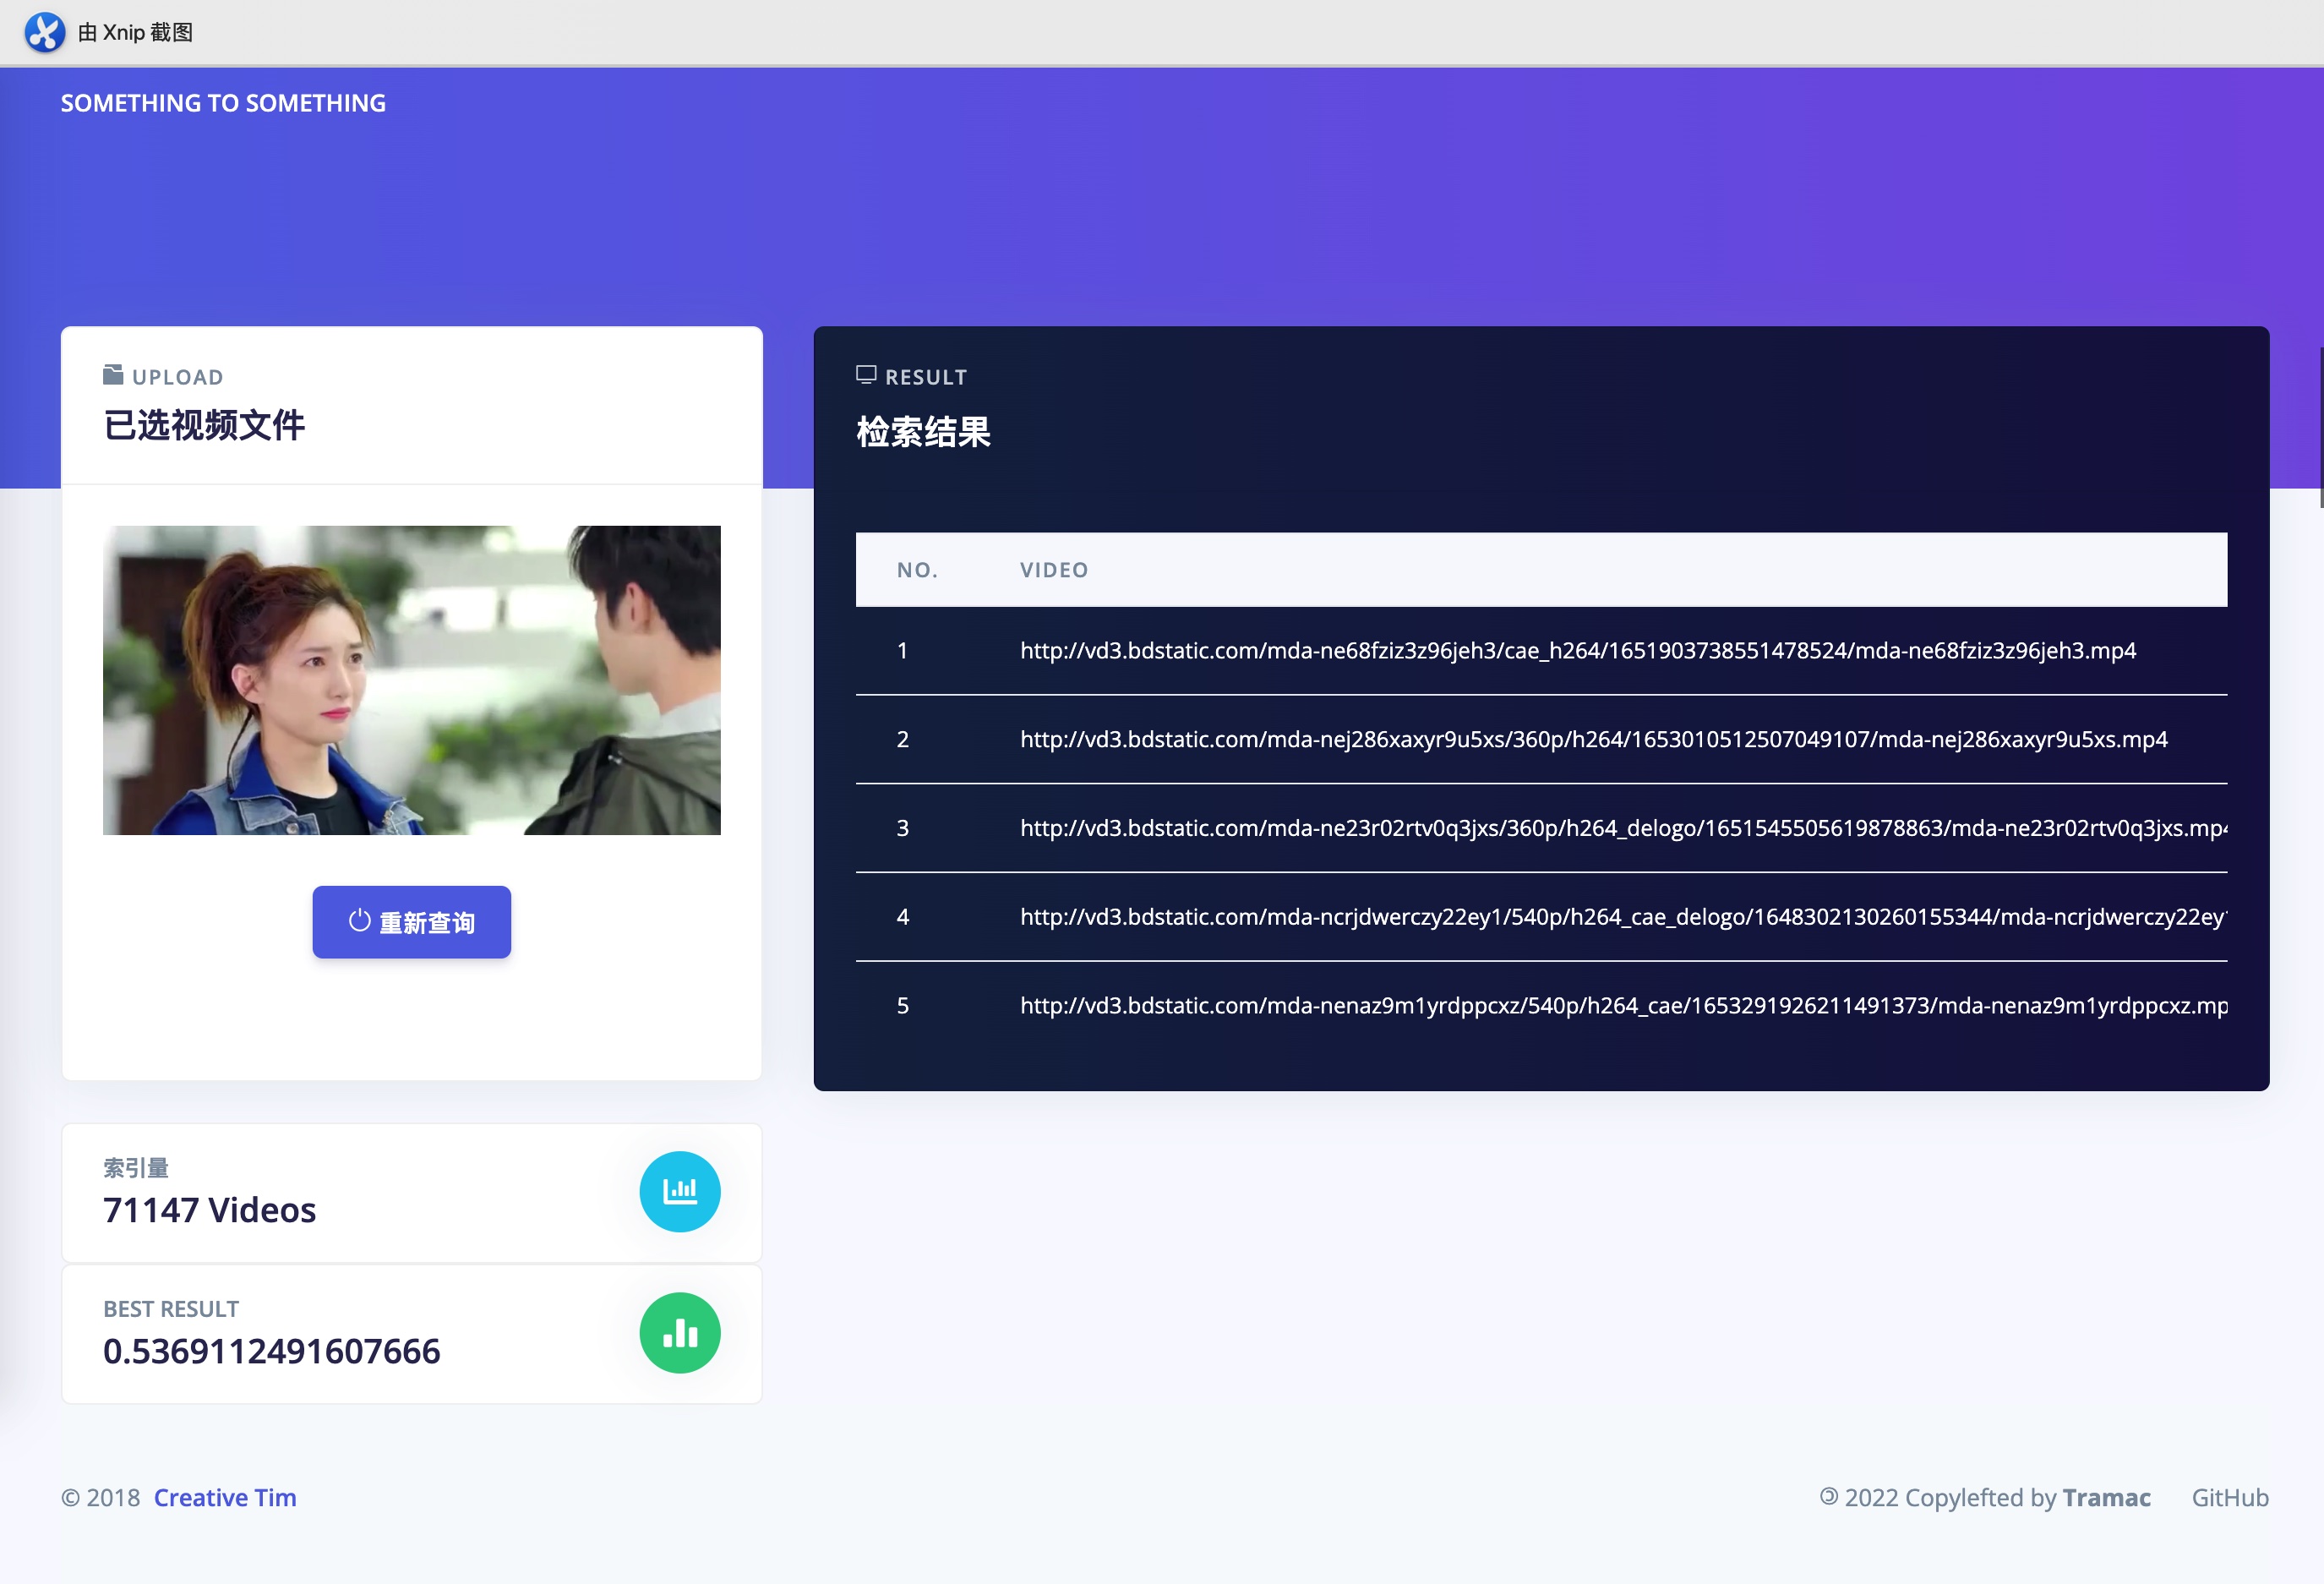 由 Xnip 截图
SOMETHING TO SOMETHING
UPLOAD
已选视频文件
重新查询
RESULT
检索结果
NO. VIDEO
1 http://vd3.bdstatic.com/mda-ne68fziz3z96jeh3/cae_h264/1651903738551478524/mda-ne68fziz3z96jeh3.mp4
2 http://vd3.bdstatic.com/mda-nej286xaxyr9u5xs/360p/h264/1653010512507049107/mda-nej286xaxyr9u5xs.mp4
3 http://vd3.bdstatic.com/mda-ne23r02rtv0q3jxs/360p/h264_delogo/1651545505619878863/mda-ne23r02rtv0q3jxs.mp4
4 http://vd3.bdstatic.com/mda-ncrjdwerczy22ey1/540p/h264_cae_delogo/1648302130260155344/mda-ncrjdwerczy22ey1
5 http://vd3.bdstatic.com/mda-nenaz9m1yrdppcxz/540p/h264_cae/1653291926211491373/mda-nenaz9m1yrdppcxz.mp
索引量
71147 Videos
BEST RESULT
0.5369112491607666
© 2018 Creative Tim
🄯 2022 Copylefted by Tramac GitHub